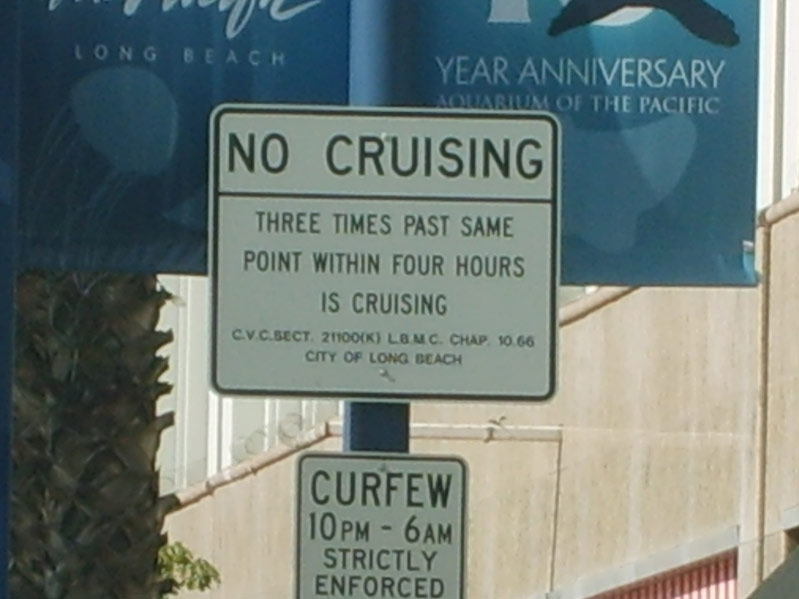 LONG BEACH
YEAR ANNIVERSARY
AQUARIUM OF THE PACIFIC
NO CRUISING
THREE TIMES PAST SAME
POINT WITHIN FOUR HOURS
IS CRUISING
C.V.C.SECT. 21100(K) L.B.M.C. CHAP. 10.66
CITY OF LONG BEACH
CURFEW
10PM - 6AM
STRICTLY
ENFORCED